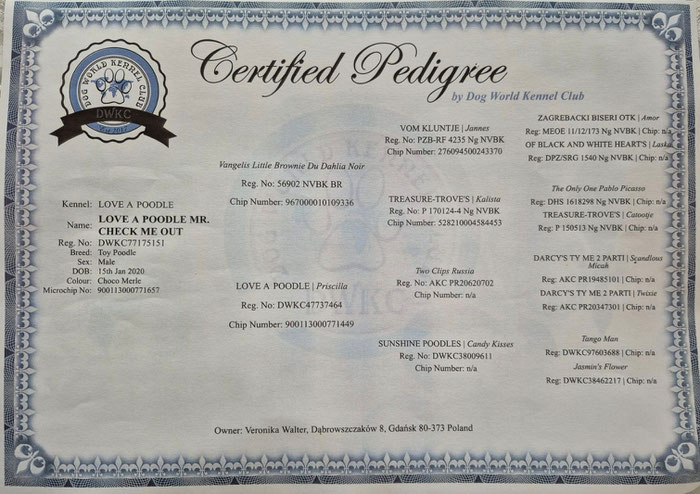 DOG WORLD KENNEL CLUB
DWKC
Est 2017
Certified Pedigree
by Dog World Kennel Club
Kennel: LOVE A POODLE
Name: LOVE A POODLE MR.
CHECK ME OUT
Reg. No: DWKC77175151
Breed: Toy Poodle
Sex: Male
DOB: 15th Jan 2020
Colour: Choco Merle
Microchip No: 900113000771657
Vangelis Little Brownie Du Dahlia Noir
Reg. No: 56902 NVBK BR
Chip Number: 967000010109336
LOVE A POODLE | Priscilla
Reg. No: DWKC47737464
Chip Number: 900113000771449
VOM KLUNTJE | Jannes
Reg. No: PZB-RF 4235 Ng NVBK
Chip Number: 276094500243370
TREASURE-TROVE'S | Kalista
Reg. No: P 170124-4 Ng NVBK
Chip Number: 528210004584453
Two Clips Russia
Reg. No: AKC PR20620702
Chip Number: n/a
SUNSHINE POODLES | Candy Kisses
Reg. No: DWKC38009611
Chip Number: n/a
ZAGREBACKI BISERI OTK | Amor
Reg: MEOE 11/12/173 Ng NVBK | Chip: n/a
OF BLACK AND WHITE HEART'S | Laska
Reg: DPZ/SRG 1540 Ng NVBK | Chip: n/a
The Only One Pablo Picasso
Reg: DHS 1618298 Ng NVBK | Chip: n/a
TREASURE-TROVE'S | Catootje
Reg: P 150513 Ng NVBK | Chip: n/a
DARCY'S TY ME 2 PARTI | Scandlous
Micah
Reg: AKC PR19485101 | Chip: n/a
DARCY'S TY ME 2 PARTI | Twixie
Reg: AKC PR20347301 | Chip: n/a
Tango Man
Reg: DWKC97603688 | Chip: n/a
Jasmin's Flower
Reg: DWKC38462217 | Chip: n/a
Owner: Veronika Walter, Dąbrowszczaków 8, Gdańsk 80-373 Poland